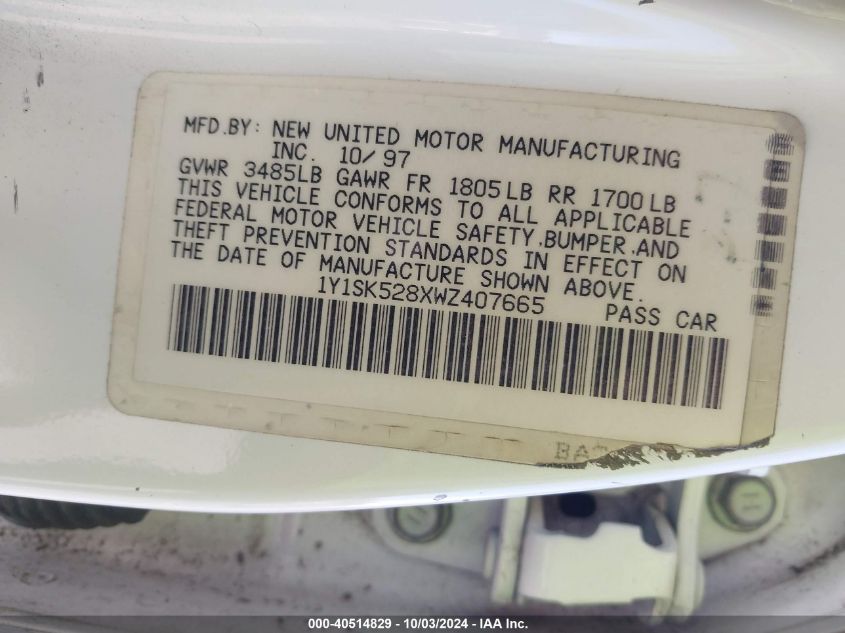 MFD.BY: NEW UNITED MOTOR MANUFACTURING
INC. 10/97
GVWR 3485LB GAWR FR 1805LB RR 1700LB
THIS VEHICLE CONFORMS TO ALL APPLICABLE
FEDERAL MOTOR VEHICLE SAFETY,BUMPER,AND
THEFT PREVENTION STANDARDS IN EFFECT ON
THE DATE OF MANUFACTURE SHOWN ABOVE.
1Y1SK528XWZ407665 PASS CAR
000-40514829 - 10/03/2024 - IAA Inc.